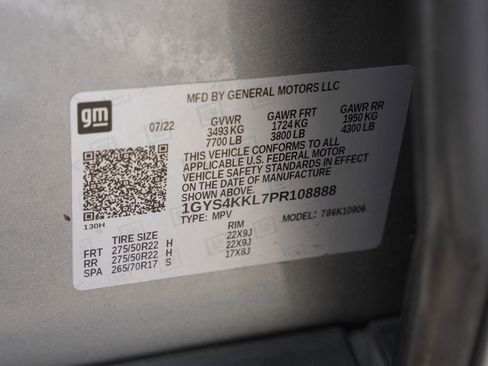 gm
MFD BY GENERAL MOTORS LLC
07/22 GVWR GAWR FRT GAWR RR
3493 KG 1724 KG 1950 KG
7700 LB 3800 LB 4300 LB
THIS VEHICLE CONFORMS TO ALL
APPLICABLE U.S. FEDERAL MOTOR
VEHICLE SAFETY STANDARDS IN EFFECT
ON THE DATE OF MANUFACTURE
SHOWN ABOVE.
1GYS4KKL7PR108888
130H TYPE: MPV MODEL: 786K10906
TIRE SIZE RIM
FRT 275/50R22 H 22X9J
RR 275/50R22 H 22X9J
SPA 265/70R17 S 17X8J